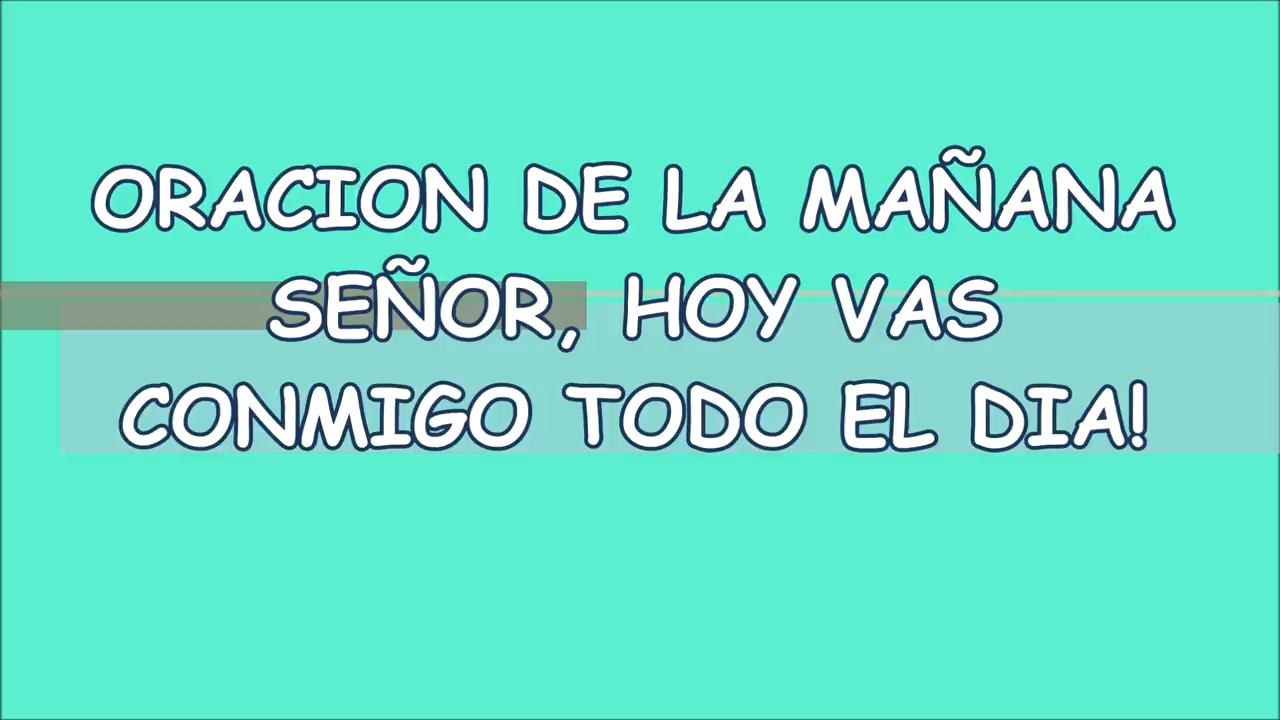 ORACION DE LA MAÑANA
SEÑOR, HOY VAS
CONMIGO TODO EL DIA!